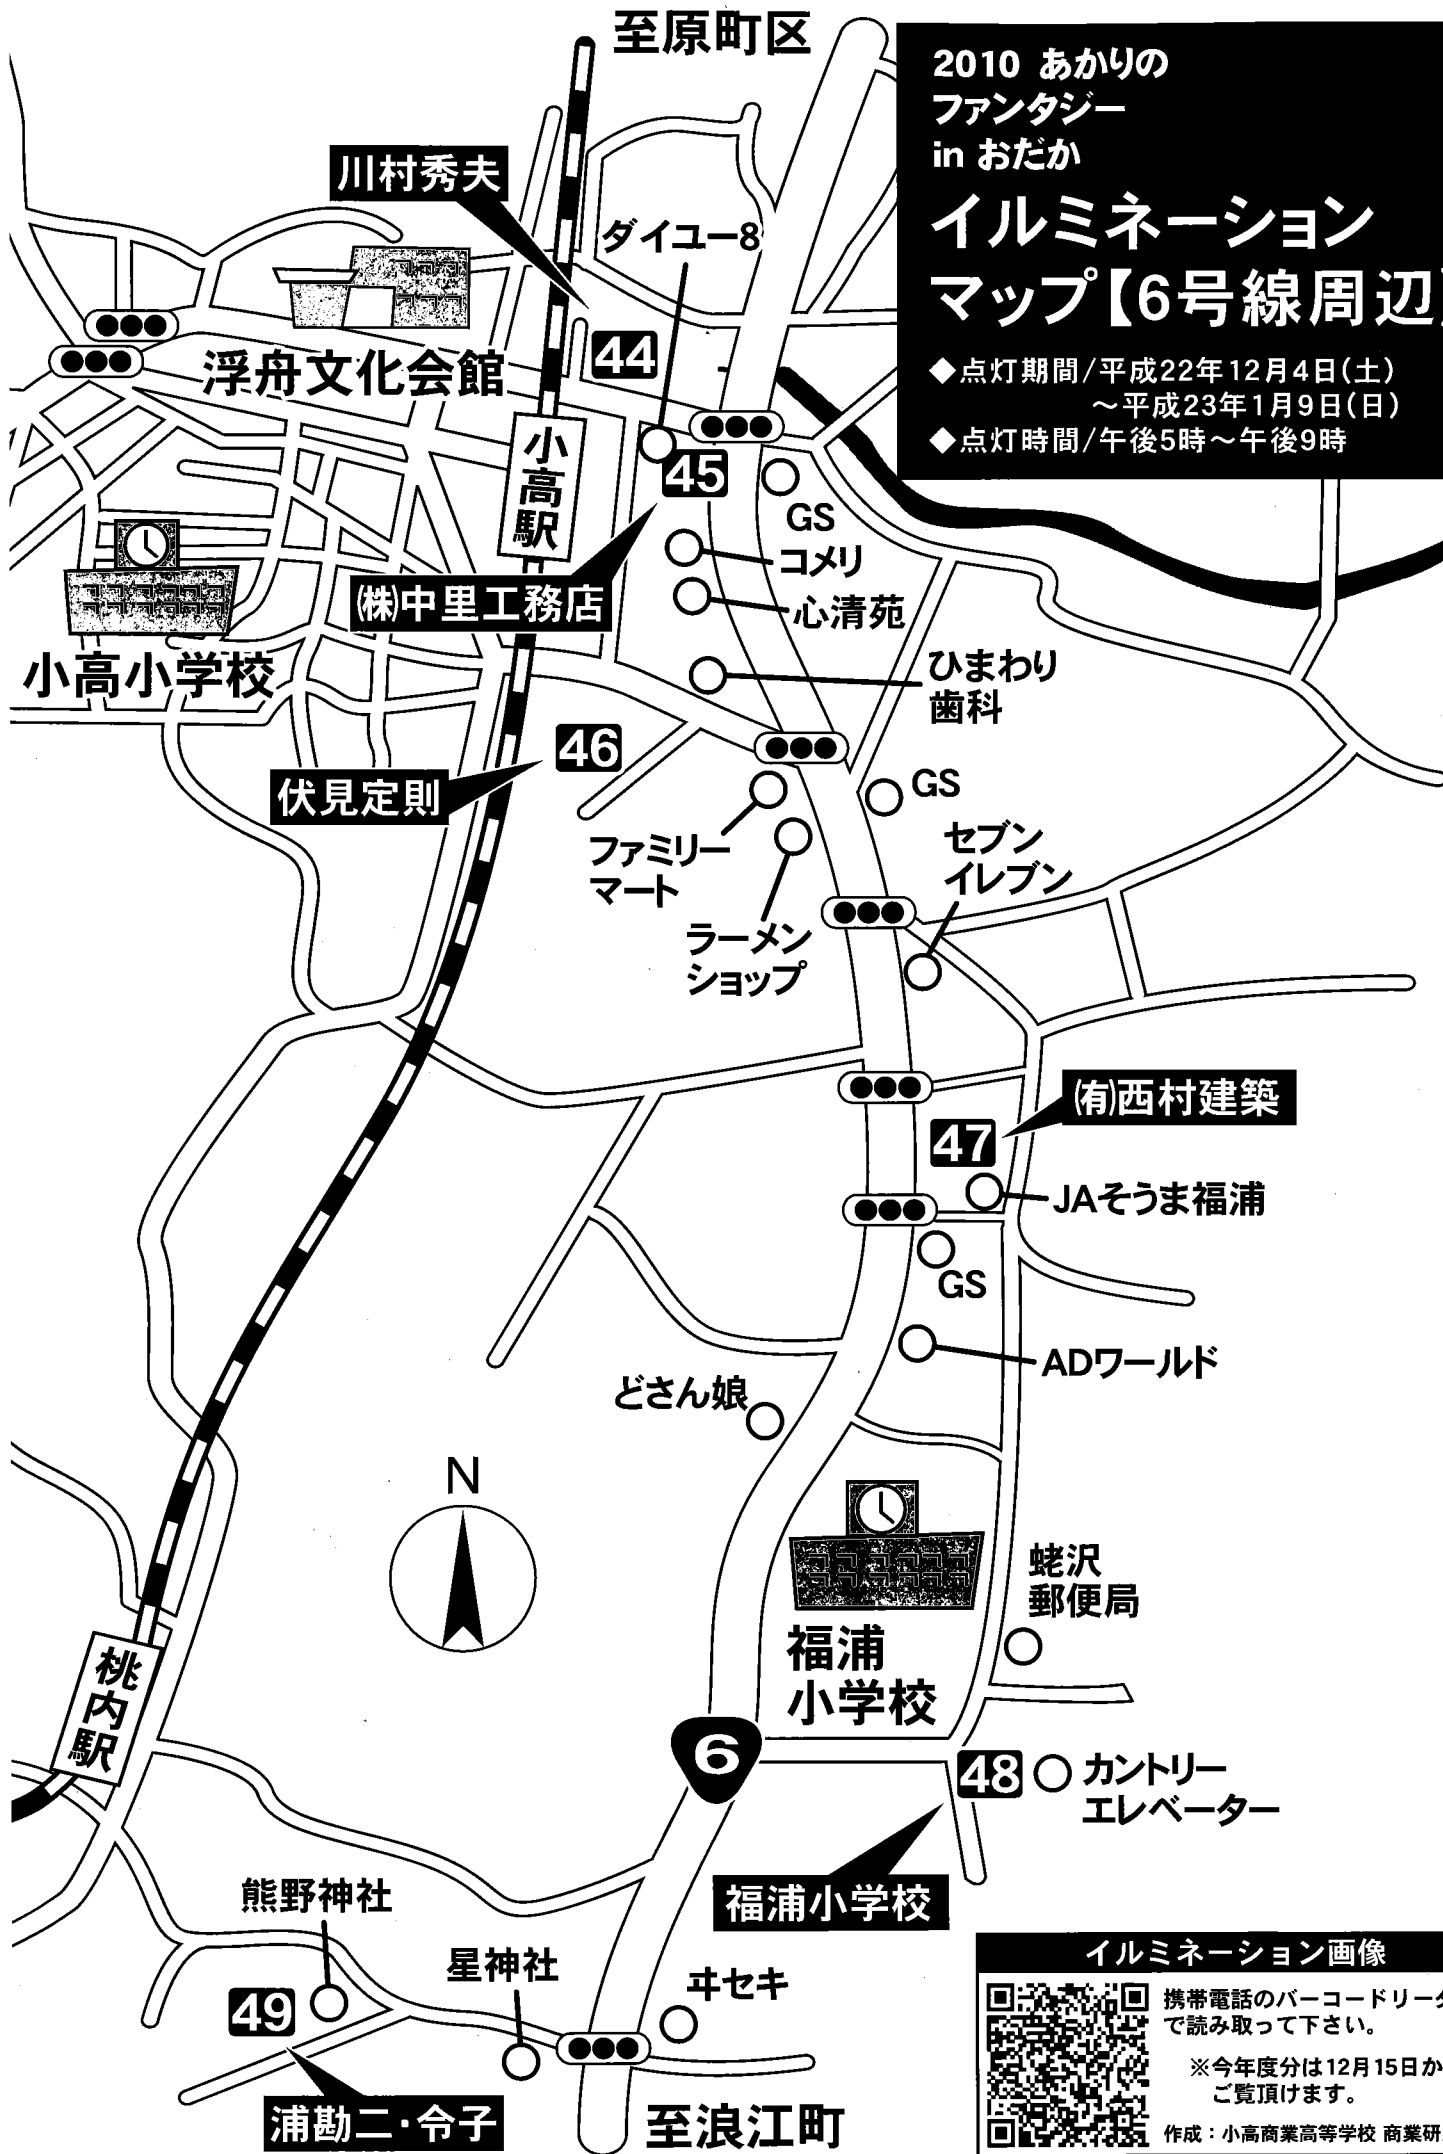 至原町区
2010 あかりの
ファンタジー
in おだか
イルミネーション
マップ【6号線周辺】
◆点灯期間/平成22年12月4日(土)
～平成23年1月9日(日)
◆点灯時間/午後5時～午後9時
川村秀夫
ダイユー8
44
浮舟文化会館
小高駅
45
GS
コメリ
㈱中里工務店
心清苑
小高小学校
ひまわり
歯科
46
伏見定則
GS
ファミリー
マート
セブン
イレブン
ラーメン
ショップ
㈲西村建築
47
JAそうま福浦
GS
ADワールド
どさん娘
N
蛯沢
郵便局
福浦
小学校
桃内駅
6
48
カントリー
エレベーター
福浦小学校
熊野神社
星神社
ヰセキ
49
浦勘二・令子
至浪江町
イルミネーション画像
携帯電話のバーコードリーダ
で読み取って下さい。
※今年度分は12月15日か
ご覧頂けます。
作成：小高商業高等学校 商業研